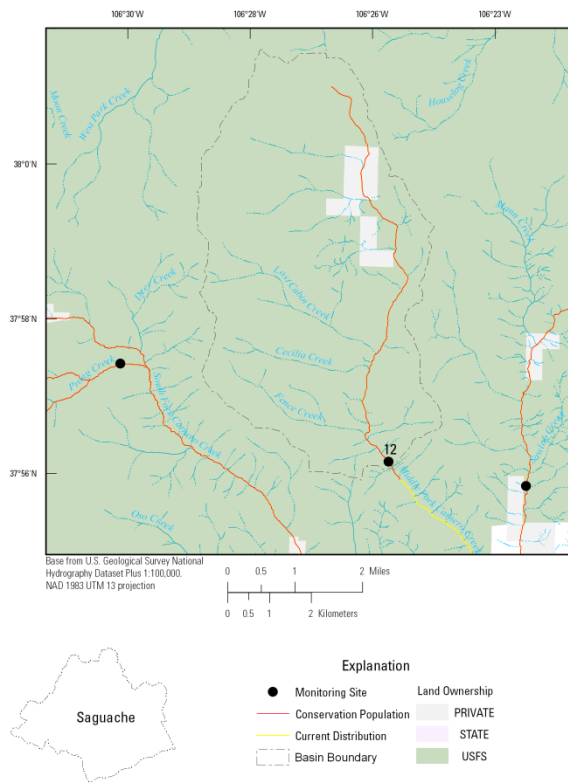 106°30'W 106°28'W 106°26'W 106°23'W
Houselog Creek
West Park Creek
Moon Creek
38°0'N
Mann Creek
Deer Creek
Lost Cabin Creek
37°58'N
Cecilia Creek
Prong Creek
South Fork Carnero Creek
Fence Creek
12
37°56'N
Middle Fork Carnero Creek
Oso Creek
Base from U.S. Geological Survey National
Hydrography Dataset Plus 1:100,000.
NAD 1983 UTM 13 projection
0 0.5 1 2 Miles
0 0.5 1 2 Kilometers
Explanation
Monitoring Site
Conservation Population
Current Distribution
Basin Boundary
Land Ownership
PRIVATE
STATE
USFS
Saguache